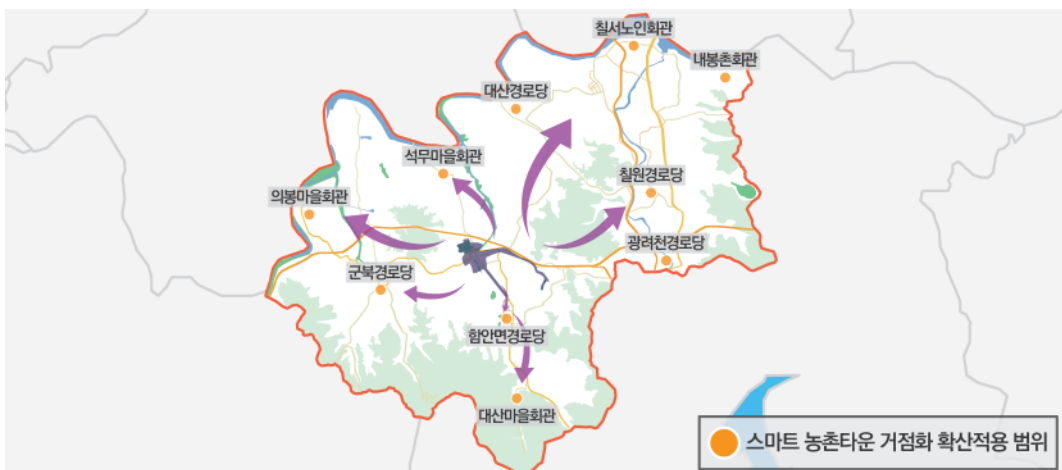 칠서노인회관
내봉촌회관
대산경로당
석무마을회관
칠원경로당
의봉마을회관
광려천경로당
군북경로당
함안면경로당
대산마을회관
스마트 농촌타운 거점화 확산적용 범위